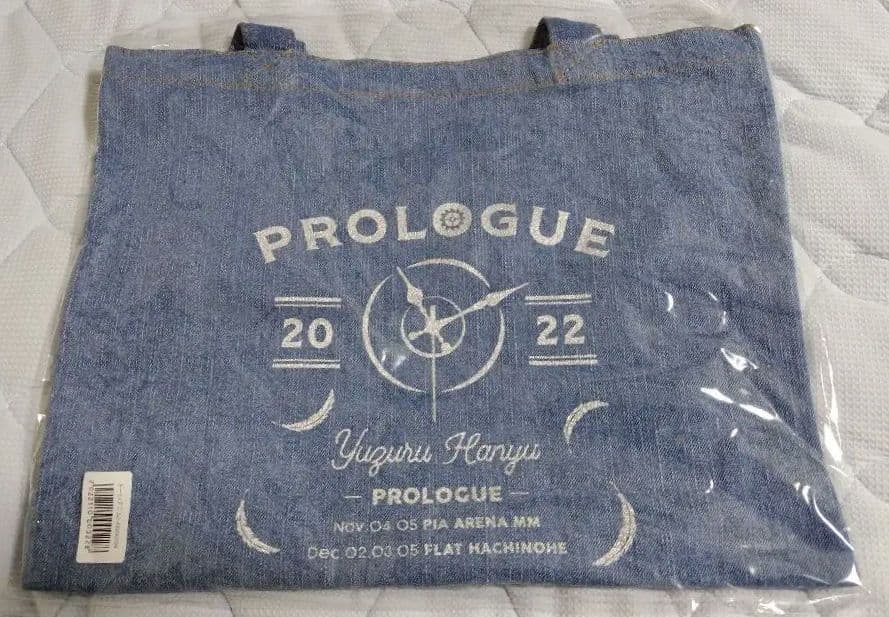 PROLOGUE
20 22
Yuzuru Hanyu
PROLOGUE
Nov.04.05 PIA ARENA MM
Dec.02.03.05 FLAT HACHINOHE